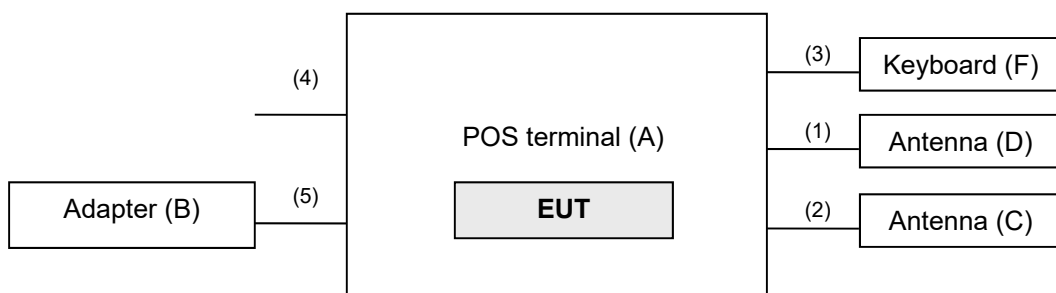 (3)
Keyboard (F)
(4)
(1)
POS terminal (A)
Antenna (D)
Adapter (B)
(5)
EUT
(2)
Antenna (C)